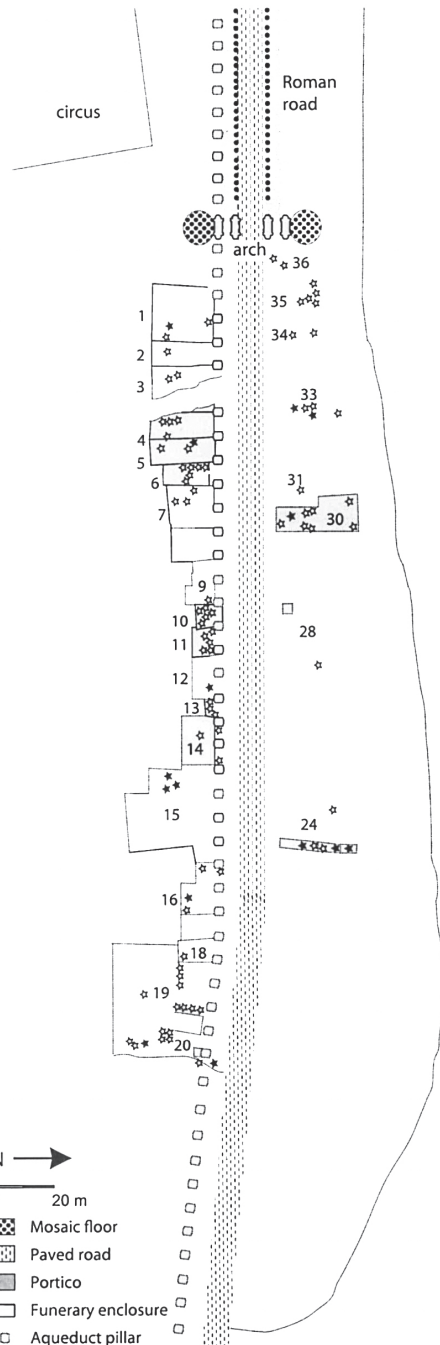 Roman
road
circus
arch
36
35
34
33
31
30
28
24
1
2
3
4
5
6
7
9
10
11
12
13
14
15
16
18
19
20
N
20 m
Mosaic floor
Paved road
Portico
Funerary enclosure
Aqueduct pillar